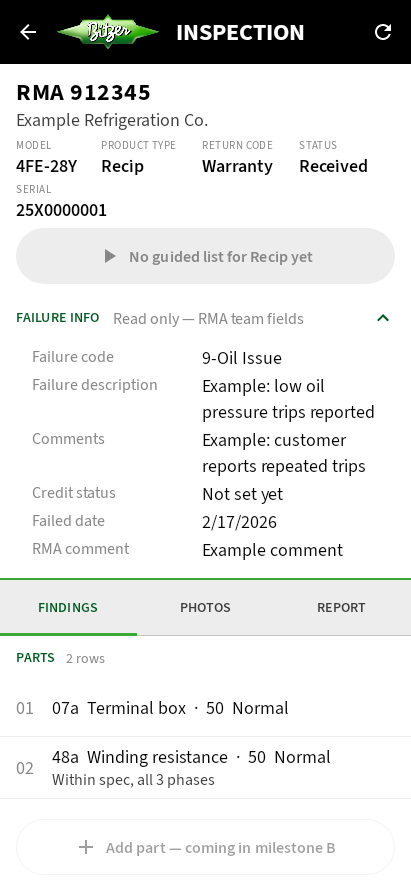 Bitzer INSPECTION
RMA 912345
Example Refrigeration Co.
MODEL PRODUCT TYPE RETURN CODE STATUS
4FE-28Y Recip Warranty Received
SERIAL
25X0000001
No guided list for Recip yet
FAILURE INFO Read only — RMA team fields
Failure code 9-Oil Issue
Failure description Example: low oil
pressure trips reported
Comments Example: customer
reports repeated trips
Credit status Not set yet
Failed date 2/17/2026
RMA comment Example comment
FINDINGS PHOTOS REPORT
PARTS 2 rows
01 07a Terminal box · 50 Normal
02 48a Winding resistance · 50 Normal
Within spec, all 3 phases
Add part — coming in milestone B